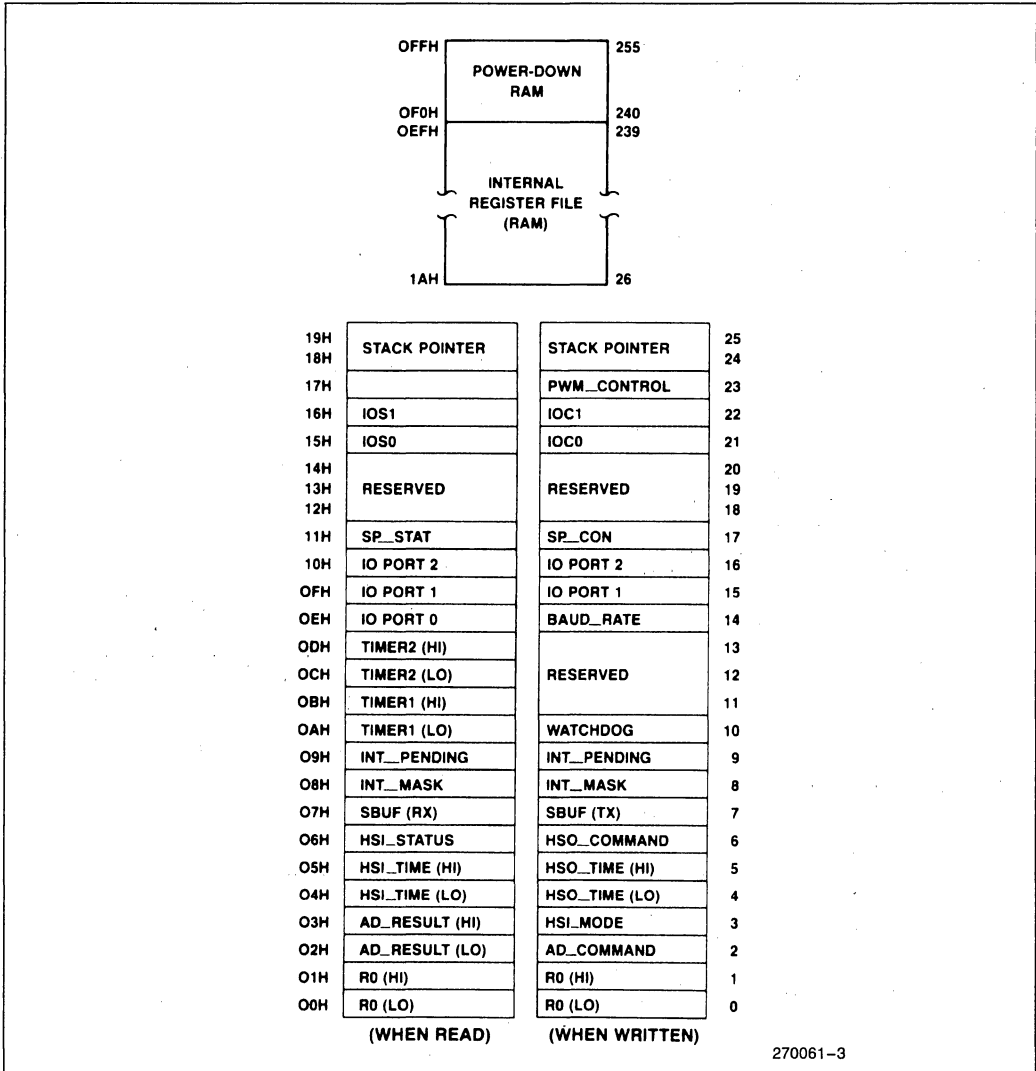 OFFH 255
POWER-DOWN
RAM
OF0H 240
OEFH 239
INTERNAL
REGISTER FILE
(RAM)
1AH 26
19H STACK POINTER STACK POINTER 25
18H 24
17H PWM_CONTROL 23
16H IOS1 IOC1 22
15H IOS0 IOC0 21
14H 20
13H RESERVED RESERVED 19
12H 18
11H SP_STAT SP_CON 17
10H IO PORT 2 IO PORT 2 16
OFH IO PORT 1 IO PORT 1 15
OEH IO PORT 0 BAUD_RATE 14
ODH TIMER2 (HI) 13
OCH TIMER2 (LO) RESERVED 12
OBH TIMER1 (HI) 11
OAH TIMER1 (LO) WATCHDOG 10
O9H INT_PENDING INT_PENDING 9
O8H INT_MASK INT_MASK 8
O7H SBUF (RX) SBUF (TX) 7
O6H HSI_STATUS HSO_COMMAND 6
O5H HSI_TIME (HI) HSO_TIME (HI) 5
O4H HSI_TIME (LO) HSO_TIME (LO) 4
O3H AD_RESULT (HI) HSI_MODE 3
O2H AD_RESULT (LO) AD_COMMAND 2
O1H R0 (HI) R0 (HI) 1
O0H R0 (LO) R0 (LO) 0
(WHEN READ) (WHEN WRITTEN)
270061-3